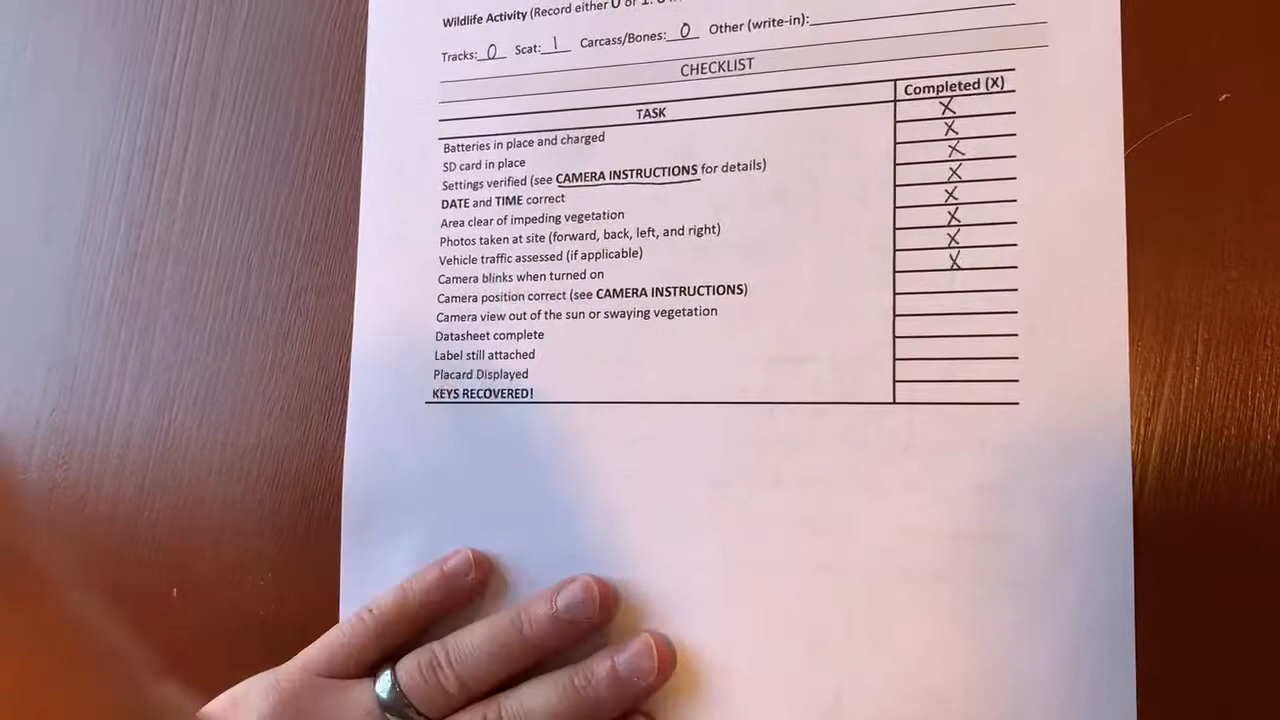 Wildlife Activity (Record either 0 or 1.
Tracks: 0 Scat: 1 Carcass/Bones: 0 Other (write-in):
CHECKLIST
TASK Completed (X)
Batteries in place and charged X
SD card in place X
Settings verified (see CAMERA INSTRUCTIONS for details) X
DATE and TIME correct X
Area clear of impeding vegetation X
Photos taken at site (forward, back, left, and right) X
Vehicle traffic assessed (if applicable) X
Camera blinks when turned on X
Camera position correct (see CAMERA INSTRUCTIONS)
Camera view out of the sun or swaying vegetation
Datasheet complete
Label still attached
Placard Displayed
KEYS RECOVERED!